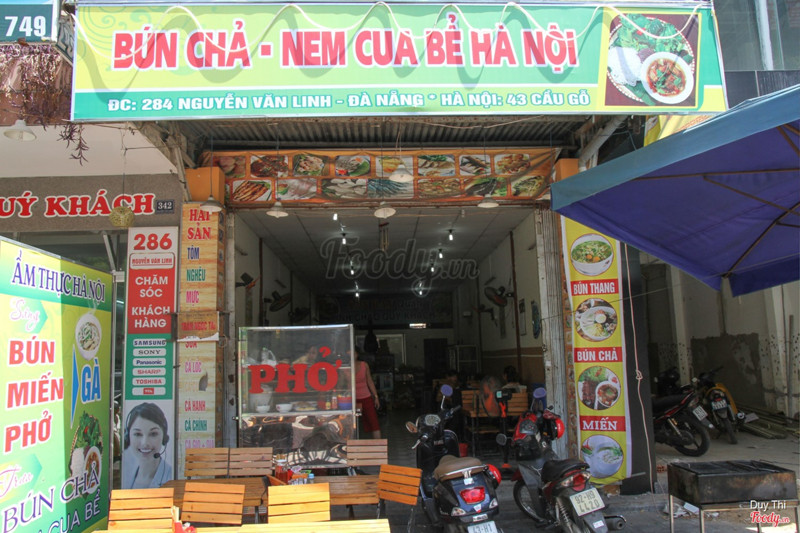 749
BÚN CHẢ - NEM CUA BỂ HÀ NỘI
ĐC: 284 NGUYỄN VĂN LINH - ĐÀ NẴNG * HÀ NỘI: 43 CẦU GỖ
UÝ KHÁCH
342
286
NGUYỄN VĂN LINH
CHĂM
SÓC
KHÁCH
HÀNG
SAMSUNG
SONY
Panasonic
SHARP
TOSHIBA
HẢI
SẢN
TÔM
NGHÊU
MỰC
CÁ LÓC
CÁ HANH
CÁ CHÌNH
ẨM THỰC HÀ NỘI
Sáng
BÚN
MIẾN
PHỞ
GÀ
Trưa
BÚN CHẢ
CUA BỂ
PHỞ
BÚN THANG
BÚN CHẢ
MIẾN
Foody.vn
Duy Thi
Foody.vn